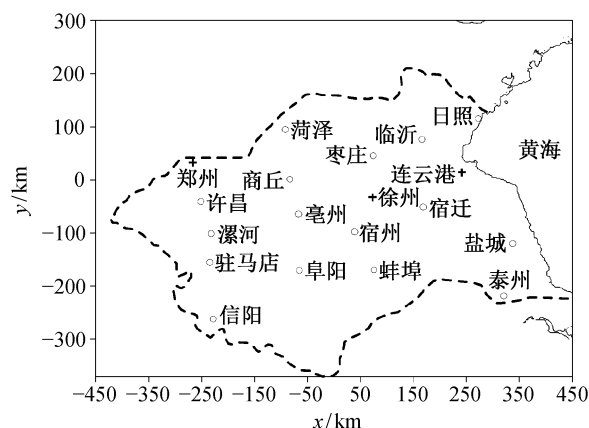 300
200
100
0
−100
−200
−300
y/km
日照
菏泽
临沂
枣庄
黄海
郑州
商丘
连云港
许昌
徐州
亳州
宿迁
漯河
宿州
盐城
驻马店
阜阳
蚌埠
泰州
信阳
−450
−350
−250
−150
−50
50
150
250
350
450
x/km